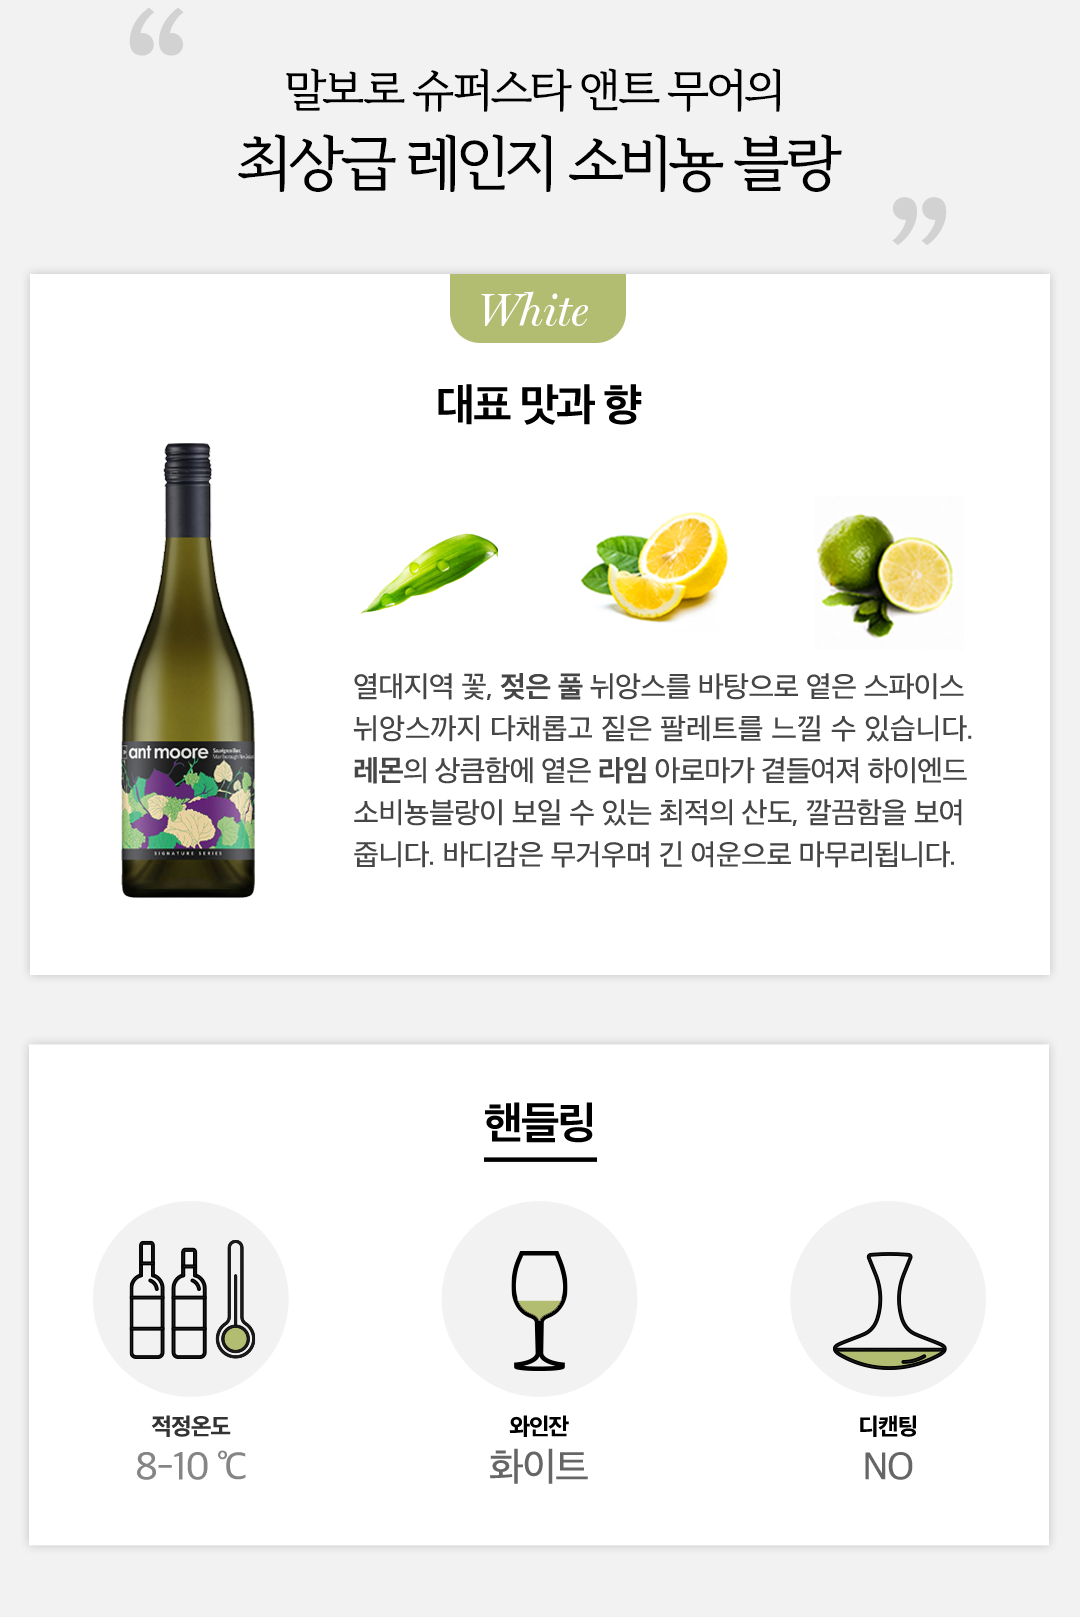 “
말보로 슈퍼스타 앤트 무어의
최상급 레인지 소비뇽 블랑
”
White
대표 맛과 향
열대지역 꽃, 젖은 풀 뉘앙스를 바탕으로 옅은 스파이스
뉘앙스까지 다채롭고 짙은 팔레트를 느낄 수 있습니다.
레몬의 상큼함에 옅은 라임 아로마가 곁들여져 하이엔드
소비뇽블랑이 보일 수 있는 최적의 산도, 깔끔함을 보여
줍니다. 바디감은 무거우며 긴 여운으로 마무리됩니다.
ant moore
Sauvignon Blanc
SIGNATURE SERIES
핸들링
적정온도
8-10 ℃
와인잔
화이트
디캔팅
NO